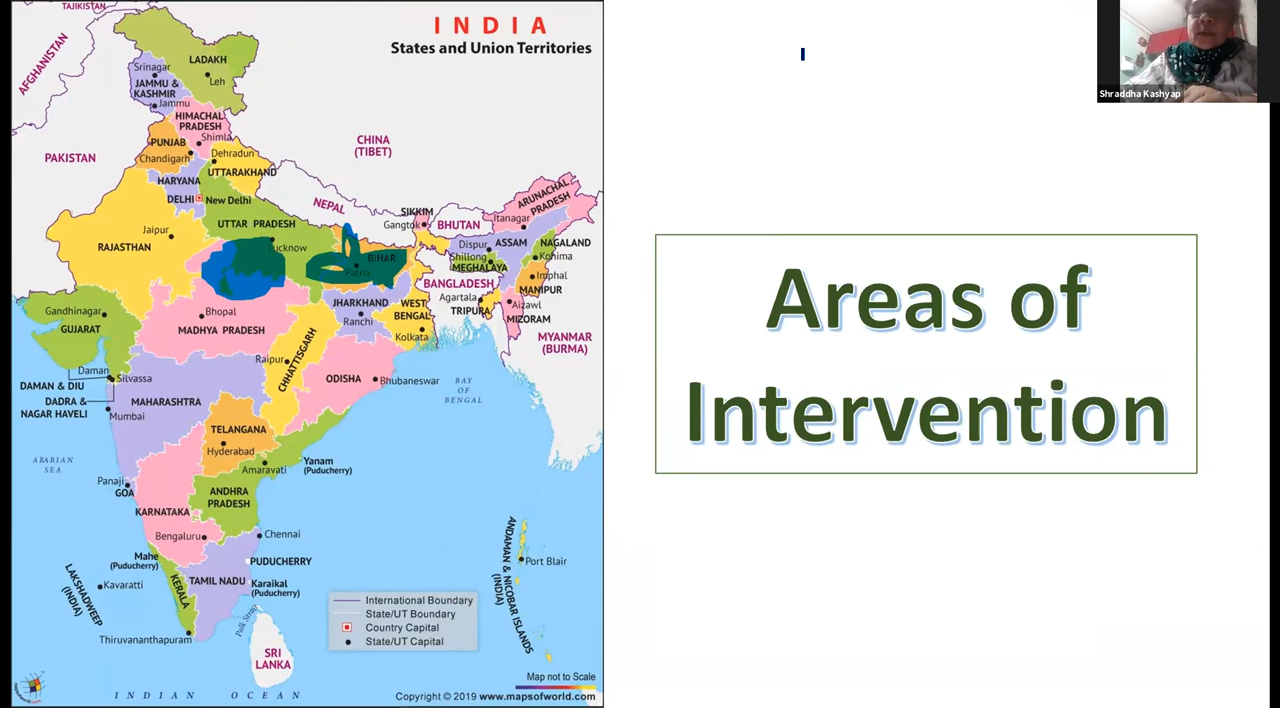 TAJIKISTAN
INDIA
States and Union Territories
AFGHANISTAN
LADAKH
Srinagar
Leh
JAMMU &
KASHMIR
Jammu
HIMACHAL
PRADESH
Shimla
PUNJAB
Chandigarh
Dehradun
UTTARAKHAND
CHINA
(TIBET)
PAKISTAN
HARYANA
DELHI
New Delhi
NEPAL
ARUNACHAL
PRADESH
SIKKIM
Gangtok
BHUTAN
Itanagar
UTTAR PRADESH
Jaipur
RAJASTHAN
Lucknow
BIHAR
Patna
Dispur
ASSAM
NAGALAND
Shillong
Kohima
MEGHALAYA
Imphal
BANGLADESH
MANIPUR
Agartala
Aizawl
TRIPURA
MIZORAM
MYANMAR
(BURMA)
Gandhinagar
GUJARAT
Bhopal
MADHYA PRADESH
JHARKHAND
Ranchi
WEST
BENGAL
Kolkata
CHHATTISGARH
Raipur
ODISHA
Bhubaneswar
BAY
OF
BENGAL
Daman
Silvassa
DAMAN & DIU
DADRA &
NAGAR HAVELI
MAHARASHTRA
Mumbai
TELANGANA
Hyderabad
Amaravati
Yanam
(Puducherry)
ARABIAN
SEA
Panaji
GOA
ANDHRA
PRADESH
KARNATAKA
Bengaluru
Chennai
Mahe
(Puducherry)
PUDUCHERRY
TAMIL NADU
Karaikal
(Puducherry)
KERALA
LAKSHADWEEP
(INDIA)
Kavaratti
Thiruvananthapuram
Palk Strait
SRI
LANKA
ANDAMAN & NICOBAR ISLANDS
(INDIA)
Port Blair
International Boundary
State/UT Boundary
Country Capital
State/UT Capital
Map not to Scale
INDIAN OCEAN
Copyright © 2019 www.mapsofworld.com
Areas of
Intervention
Shraddha Kashyap